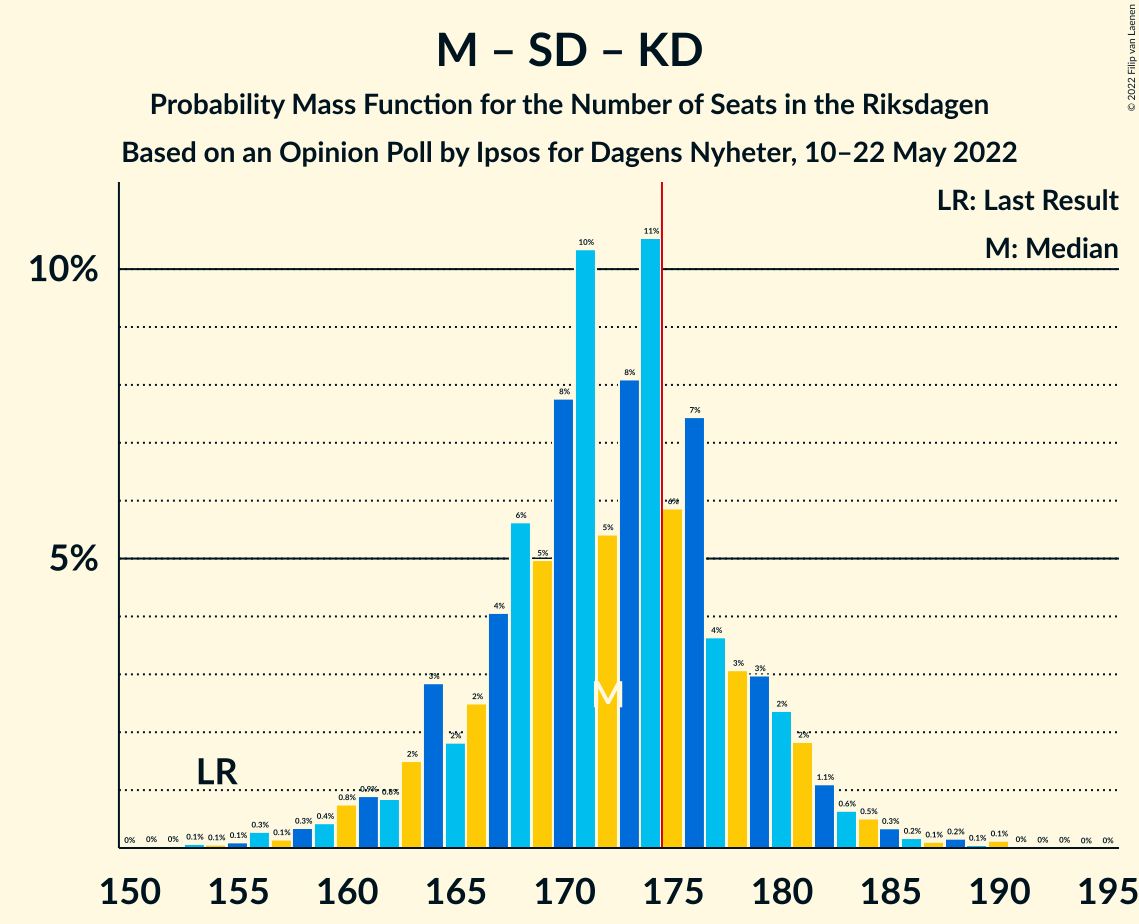 M – SD – KD
Probability Mass Function for the Number of Seats in the Riksdagen
Based on an Opinion Poll by Ipsos for Dagens Nyheter, 10–22 May 2022
© 2022 Filip van Laenen
LR: Last Result
M: Median
10%
5%
0% 0% 0% 0.1% 0.1% 0.1% 0.3% 0.1% 0.3% 0.4% 0.8% 0.9% 0.8% 2% 3% 2% 2% 4% 6% 5% 8% 10% 5% 8% 11% 6% 7% 4% 3% 3% 2% 2% 1.1% 0.6% 0.5% 0.3% 0.2% 0.1% 0.2% 0.1% 0.1% 0% 0% 0% 0% 0%
LR
M
150 155 160 165 170 175 180 185 190 195